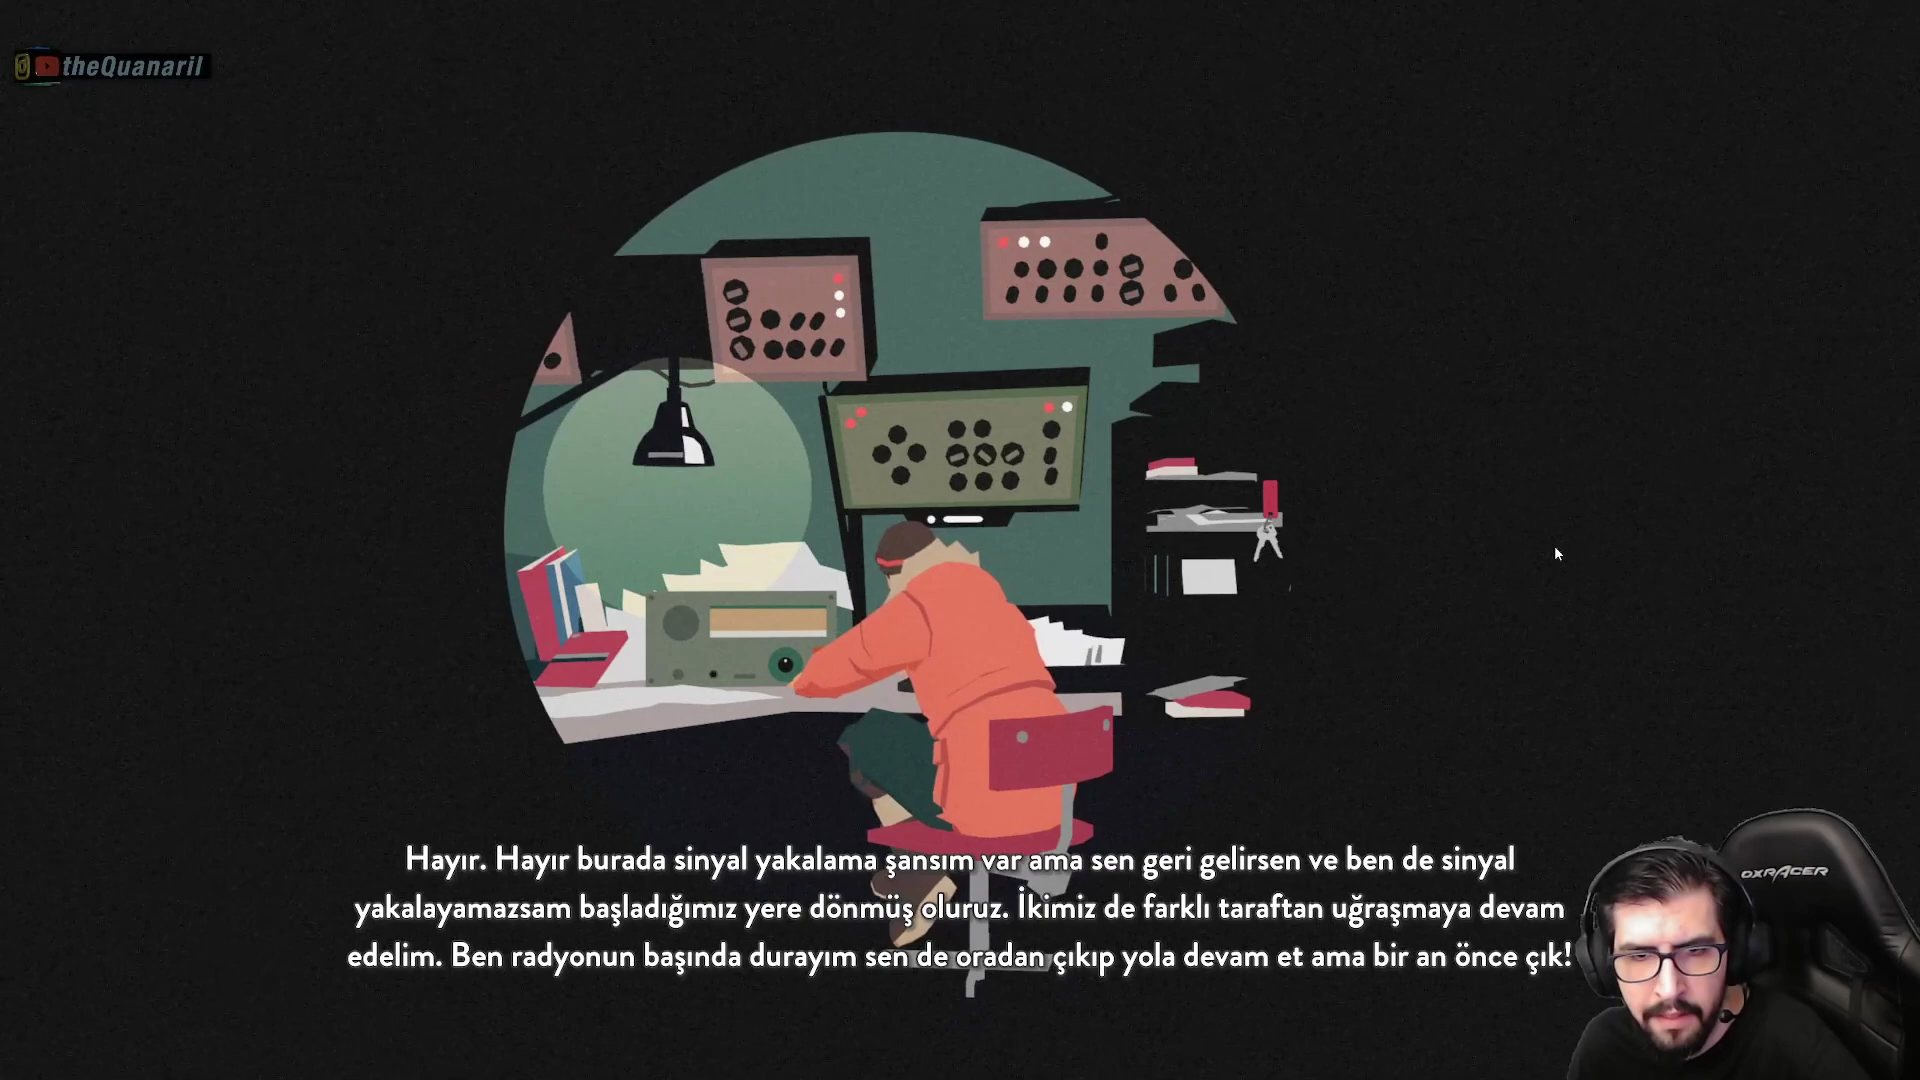 theQuanaril
Hayır. Hayır burada sinyal yakalama şansım var ama sen geri gelirsen ve ben de sinyal
yakalayamazsam başladığımız yere dönmüş oluruz. İkimiz de farklı taraftan uğraşmaya devam
edelim. Ben radyonun başında durayım sen de oradan çıkıp yola devam et ama bir an önce çık!
OXRACER